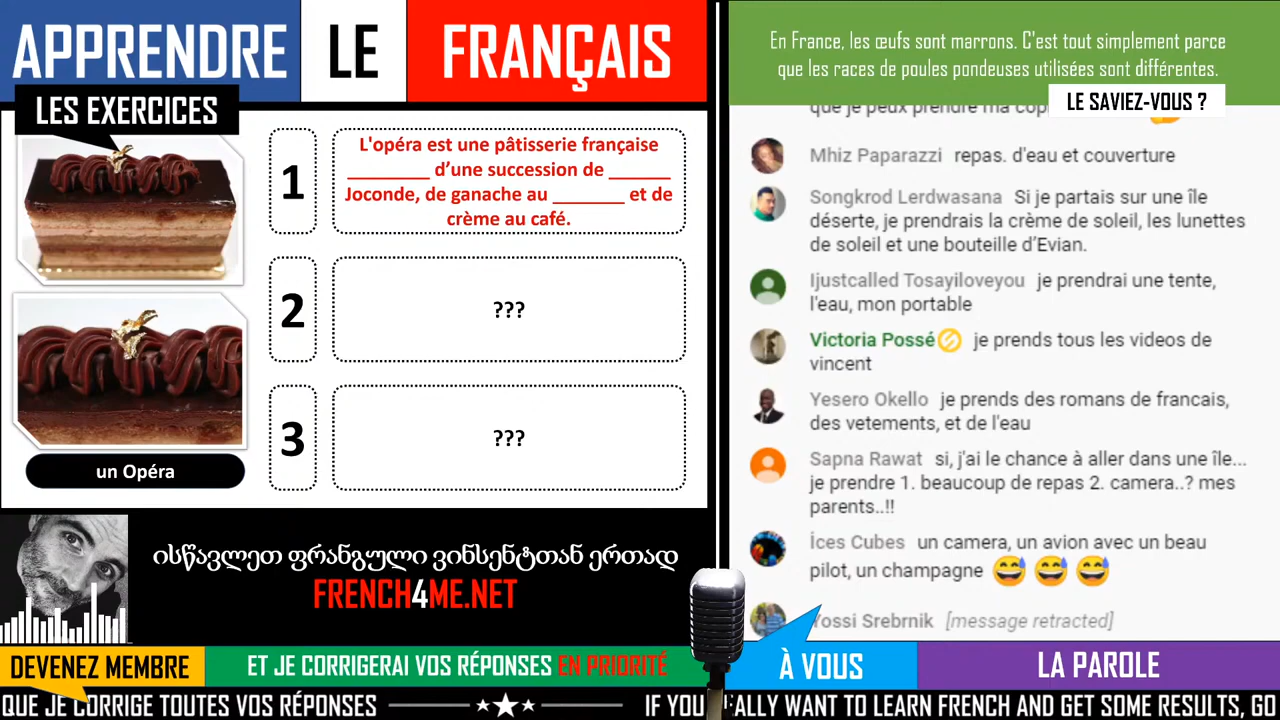 APPRENDRE LE FRANÇAIS
LES EXERCICES
un Opéra
1
L'opéra est une pâtisserie française
________ d’une succession de ______
Joconde, de ganache au _______ et de
crème au café.
2
???
3
???
ისწავლეთ ფრანგული ვინსენტთან ერთად
FRENCH4ME.NET
DEVENEZ MEMBRE
ET JE CORRIGERAI VOS RÉPONSES EN PRIORITÉ
En France, les œufs sont marrons. C'est tout simplement parce
que les races de poules pondeuses utilisées sont différentes.
LE SAVIEZ-VOUS ?
que je peux prendre ma
Mhiz Paparazzi repas. d'eau et couverture
Songkrod Lerdwasana Si je partais sur une île
déserte, je prendrais la crème de soleil, les lunettes
de soleil et une bouteille d’Evian.
Ijustcalled Tosayiloveyou je prendrai une tente,
l'eau, mon portable
Victoria Possé je prends tous les videos de
vincent
Yesero Okello je prends des romans de francais,
des vetements, et de l'eau
Sapna Rawat si, j'ai le chance à aller dans une île...
je prendre 1. beaucoup de repas 2. camera..? mes
parents..!!
İces Cubes un camera, un avion avec un beau
pilot, un champagne 😅 😅 😅
Yossi Srebrnik [message retracted]
À VOUS
LA PAROLE
QUE JE CORRIGE TOUTES VOS RÉPONSES
IF YOU REALLY WANT TO LEARN FRENCH AND GET SOME RESULTS, GO